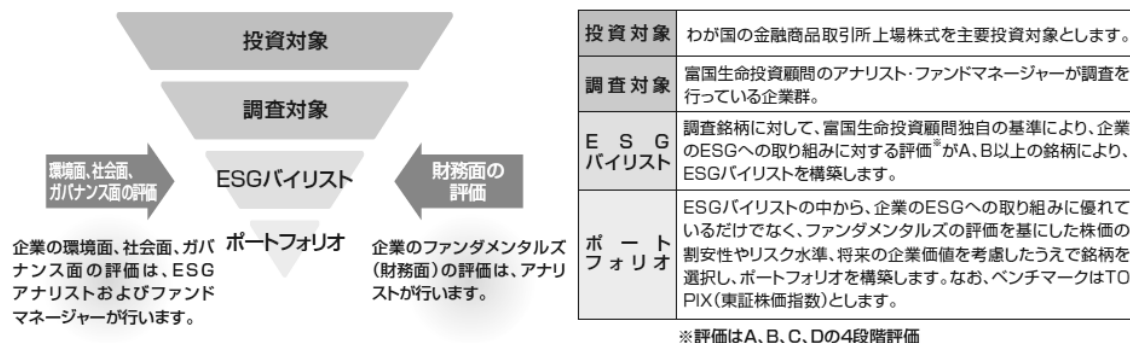 投資対象
調査対象
環境面、社会面、
ガバナンス面の評価
ESGバイリスト
財務面の
評価
ポートフォリオ
企業の環境面、社会面、ガバ
ナンス面の評価は、ESG
アナリストおよびファンド
マネージャーが行います。
企業のファンダメンタルズ
（財務面）の評価は、アナリ
ストが行います。
投資対象
わが国の金融商品取引所上場株式を主要投資対象とします。
調査対象
富国生命投資顧問のアナリスト・ファンドマネージャーが調査を
行っている企業群。
ESG
バイリスト
調査銘柄に対して、富国生命投資顧問独自の基準により、企業
のESGへの取り組みに対する評価※がA、B以上の銘柄により、
ESGバイリストを構築します。
ポート
フォリオ
ESGバイリストの中から、企業のESGへの取り組みに優れて
いるだけでなく、ファンダメンタルズの評価を基にした株価の
割安性やリスク水準、将来の企業価値を考慮したうえで銘柄を
選択し、ポートフォリオを構築します。なお、ベンチマークはTO
PIX（東証株価指数）とします。
※評価はA、B、C、Dの4段階評価